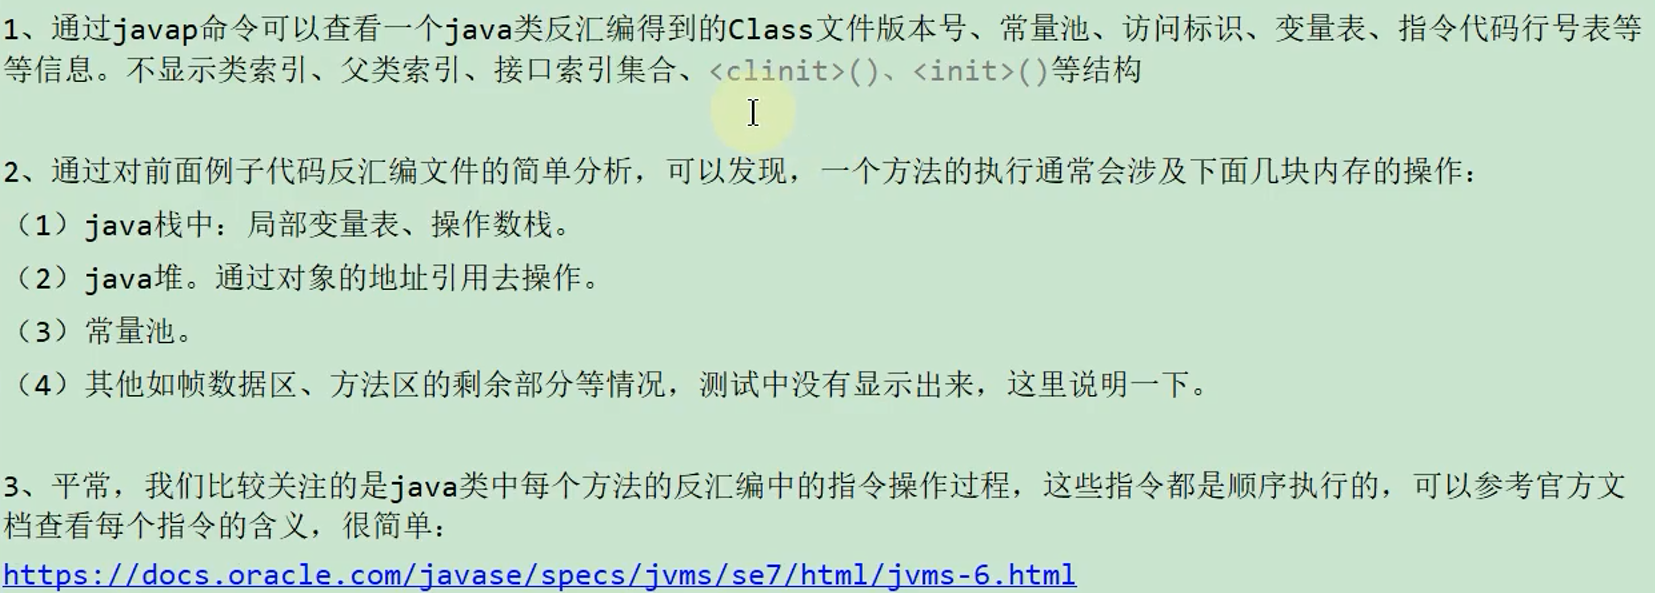 1、通过javap命令可以查看一个java类反汇编得到的Class文件版本号、常量池、访问标识、变量表、指令代码行号表等
等信息。不显示类索引、父类索引、接口索引集合、<clinit>()、<init>()等结构
2、通过对前面例子代码反汇编文件的简单分析，可以发现，一个方法的执行通常会涉及下面几块内存的操作：
（1）java栈中：局部变量表、操作数栈。
（2）java堆。通过对象的地址引用去操作。
（3）常量池。
（4）其他如帧数据区、方法区的剩余部分等情况，测试中没有显示出来，这里说明一下。
3、平常，我们比较关注的是java类中每个方法的反汇编中的指令操作过程，这些指令都是顺序执行的，可以参考官方文
档查看每个指令的含义，很简单：
https://docs.oracle.com/javase/specs/jvms/se7/html/jvms-6.html